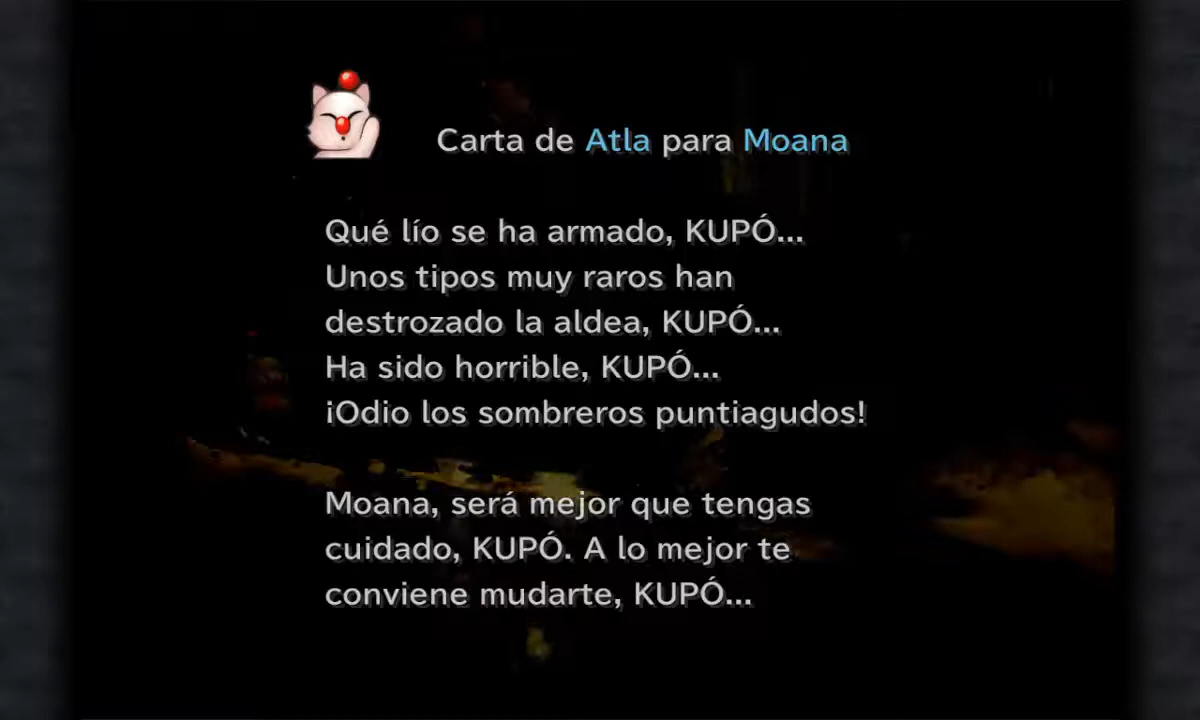 Carta de Atla para Moana
Qué lío se ha armado, KUPÓ...
Unos tipos muy raros han
destrozado la aldea, KUPÓ...
Ha sido horrible, KUPÓ...
¡Odio los sombreros puntiagudos!
Moana, será mejor que tengas
cuidado, KUPÓ. A lo mejor te
conviene mudarte, KUPÓ...